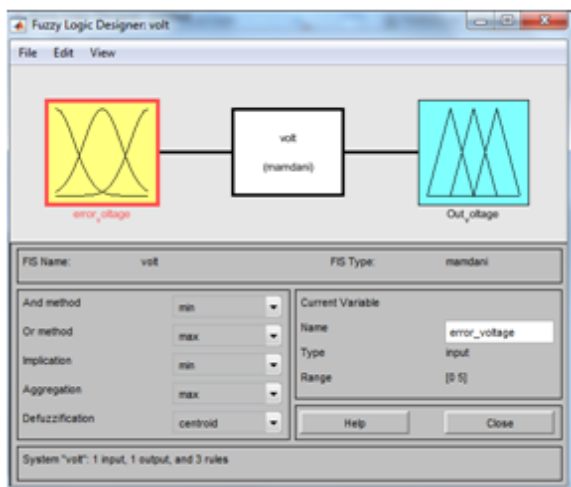 Fuzzy Logic Designer: volt
File Edit View
volt
(mamdani)
error_voltage
Out_voltage
FIS Name: volt FIS Type: mamdani
And method min
Or method max
Implication min
Aggregation max
Defuzzification centroid
Current Variable
Name error_voltage
Type input
Range [0 5]
Help Close
System "volt": 1 input, 1 output, and 3 rules